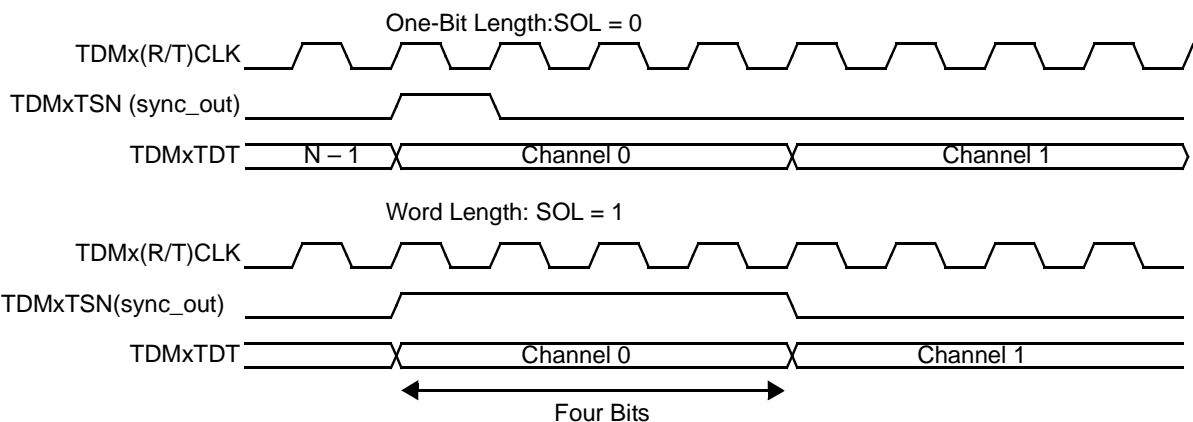 One-Bit Length:SOL = 0
TDMx(R/T)CLK
TDMxTSN (sync_out)
TDMxTDT N – 1 Channel 0 Channel 1
Word Length: SOL = 1
TDMx(R/T)CLK
TDMxTSN(sync_out)
TDMxTDT Channel 0 Channel 1
Four Bits